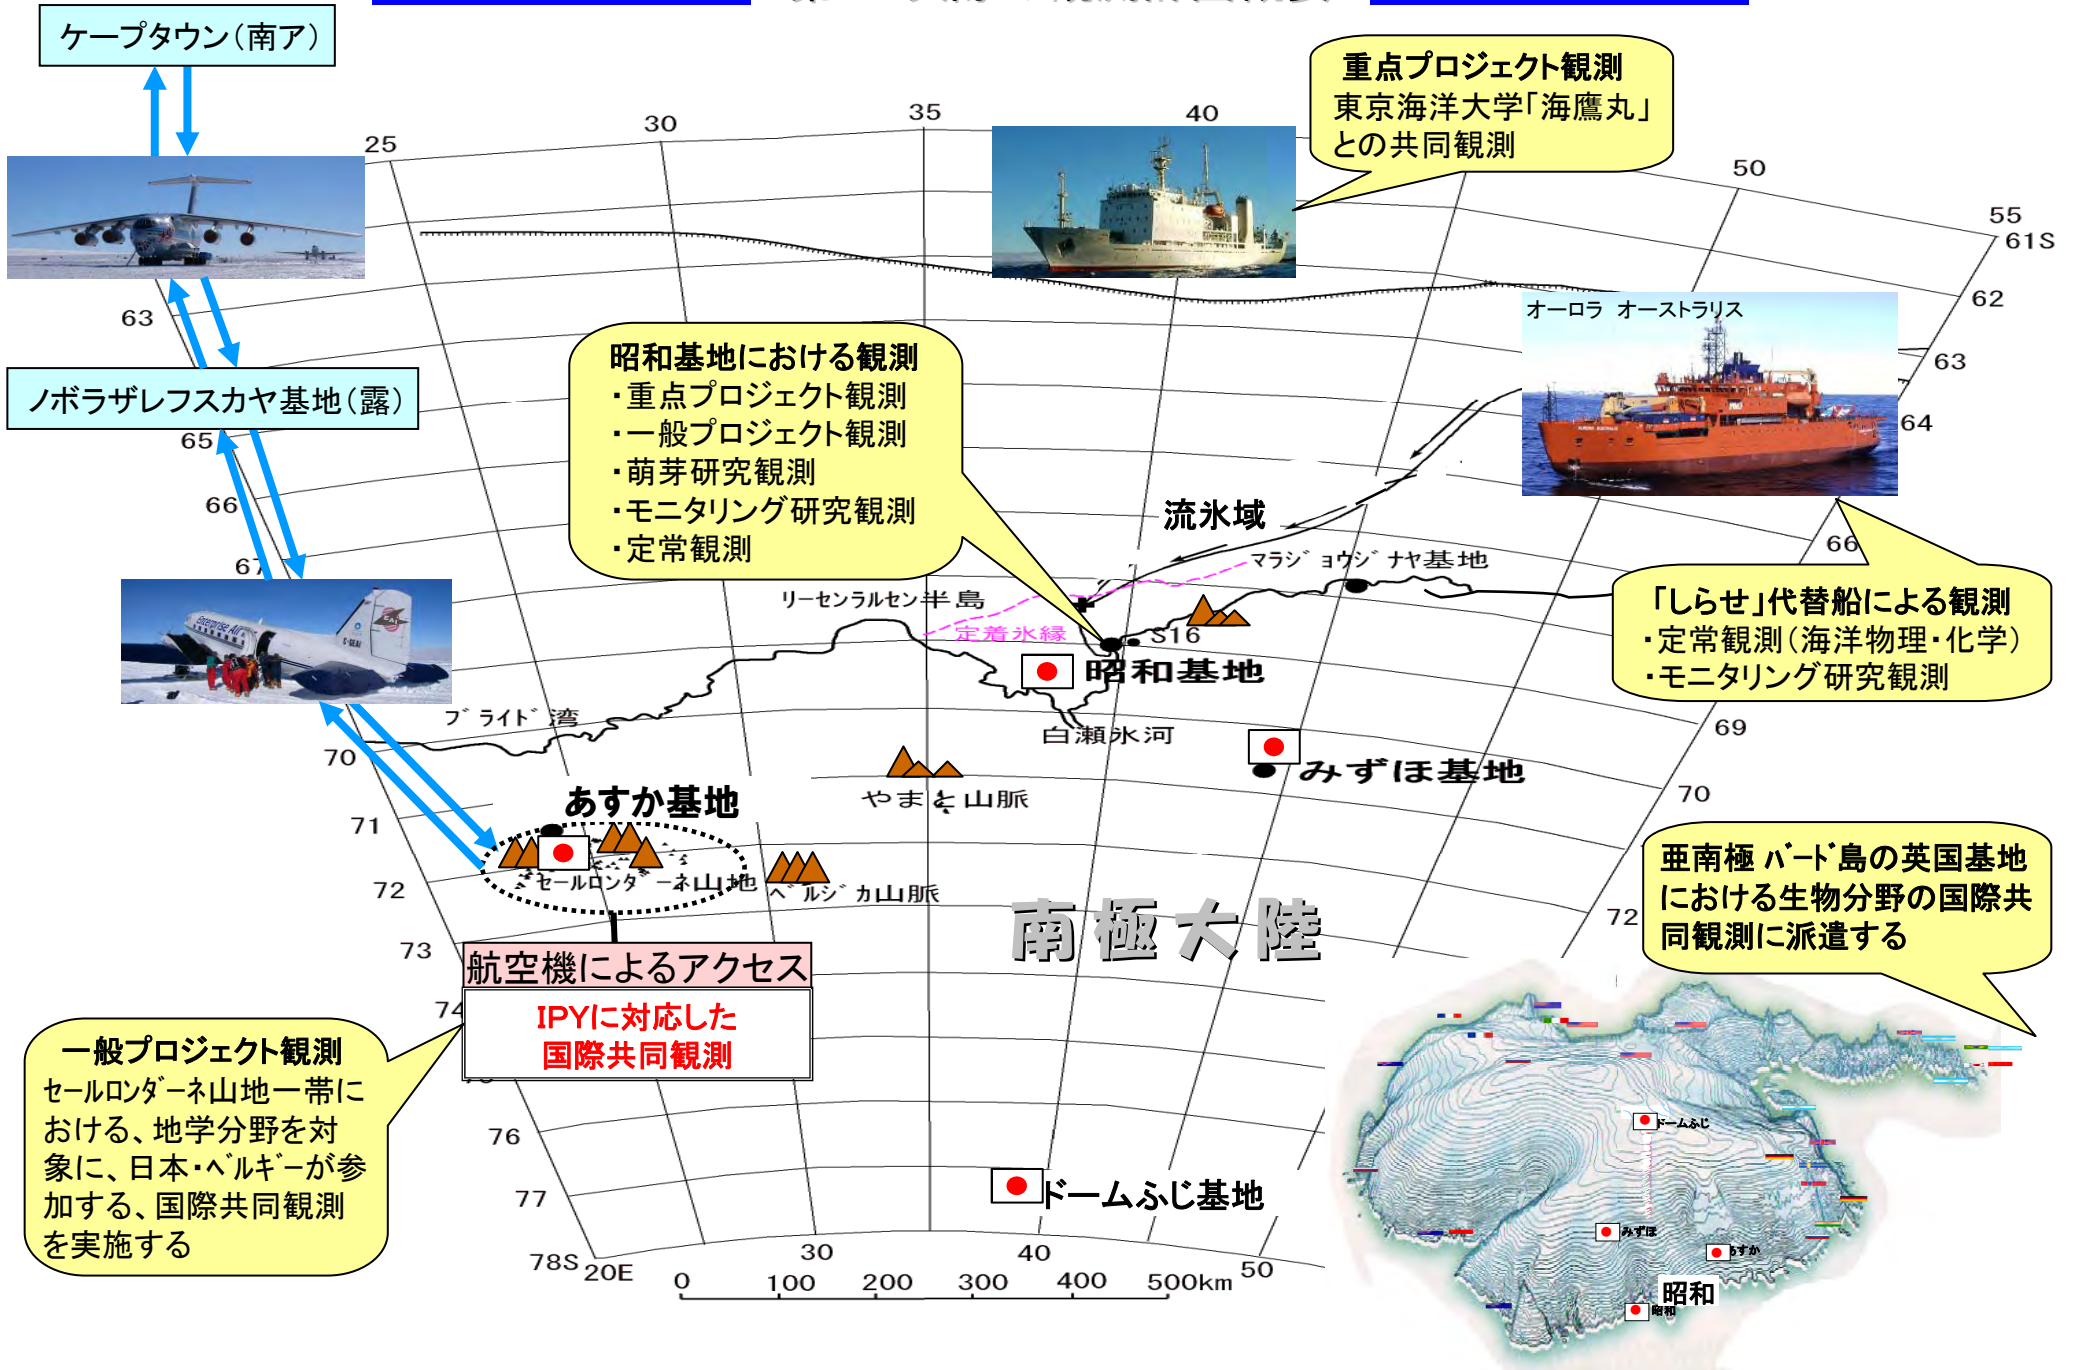 ケープタウン（南ア）
重点プロジェクト観測
東京海洋大学「海鷹丸」
との共同観測
25
30
35
40
50
55
61S
62
63
64
66
69
70
72
63
ノボラザレフスカヤ基地（露）
65
66
67
70
71
72
73
74
76
77
78S
20E
30
40
50
オーロラ　オーストラリス
昭和基地における観測
・重点プロジェクト観測
・一般プロジェクト観測
・萌芽研究観測
・モニタリング研究観測
・定常観測
流氷域
マラジョウジナヤ基地
リーセンラルセン半島
定着氷縁
S16
昭和基地
白瀬氷河
「しらせ」代替船による観測
・定常観測（海洋物理・化学）
・モニタリング研究観測
Enterprise Air
ブライド湾
みずほ基地
やまと山脈
あすか基地
セールロンダーネ山地
ベルジカ山脈
南極大陸
亜南極 バード島の英国基地
における生物分野の国際共
同観測に派遣する
航空機によるアクセス
IPYに対応した
国際共同観測
一般プロジェクト観測
セールロンダーネ山地一帯に
おける、地学分野を対
象に、日本・ベルギーが参
加する、国際共同観測
を実施する
ドームふじ基地
0 100 200 300 400 500km
ドームふじ
みずほ
あすか
昭和
昭和